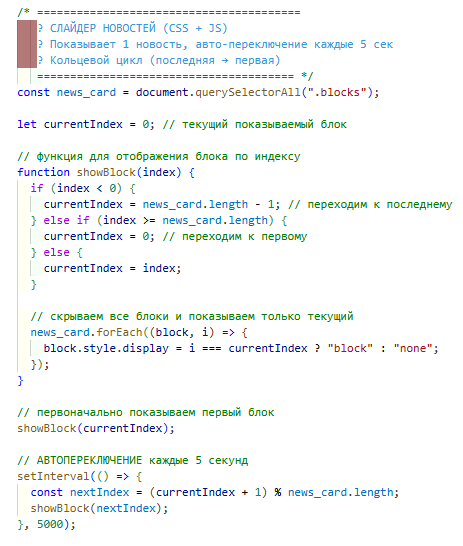 /* ========================================
? СЛАЙДЕР НОВОСТЕЙ (CSS + JS)
? Показывает 1 новость, авто-переключение каждые 5 сек
? Кольцевой цикл (последняя → первая)
======================================= */
const news_card = document.querySelectorAll(".blocks");

let currentIndex = 0; // текущий показываемый блок

// функция для отображения блока по индексу
function showBlock(index) {
  if (index < 0) {
    currentIndex = news_card.length - 1; // переходим к последнему
  } else if (index >= news_card.length) {
    currentIndex = 0; // переходим к первому
  } else {
    currentIndex = index;
  }

  // скрываем все блоки и показываем только текущий
  news_card.forEach((block, i) => {
    block.style.display = i === currentIndex ? "block" : "none";
  });
}

// первоначально показываем первый блок
showBlock(currentIndex);

// АВТОПЕРЕКЛЮЧЕНИЕ каждые 5 секунд
setInterval(() => {
  const nextIndex = (currentIndex + 1) % news_card.length;
  showBlock(nextIndex);
}, 5000);